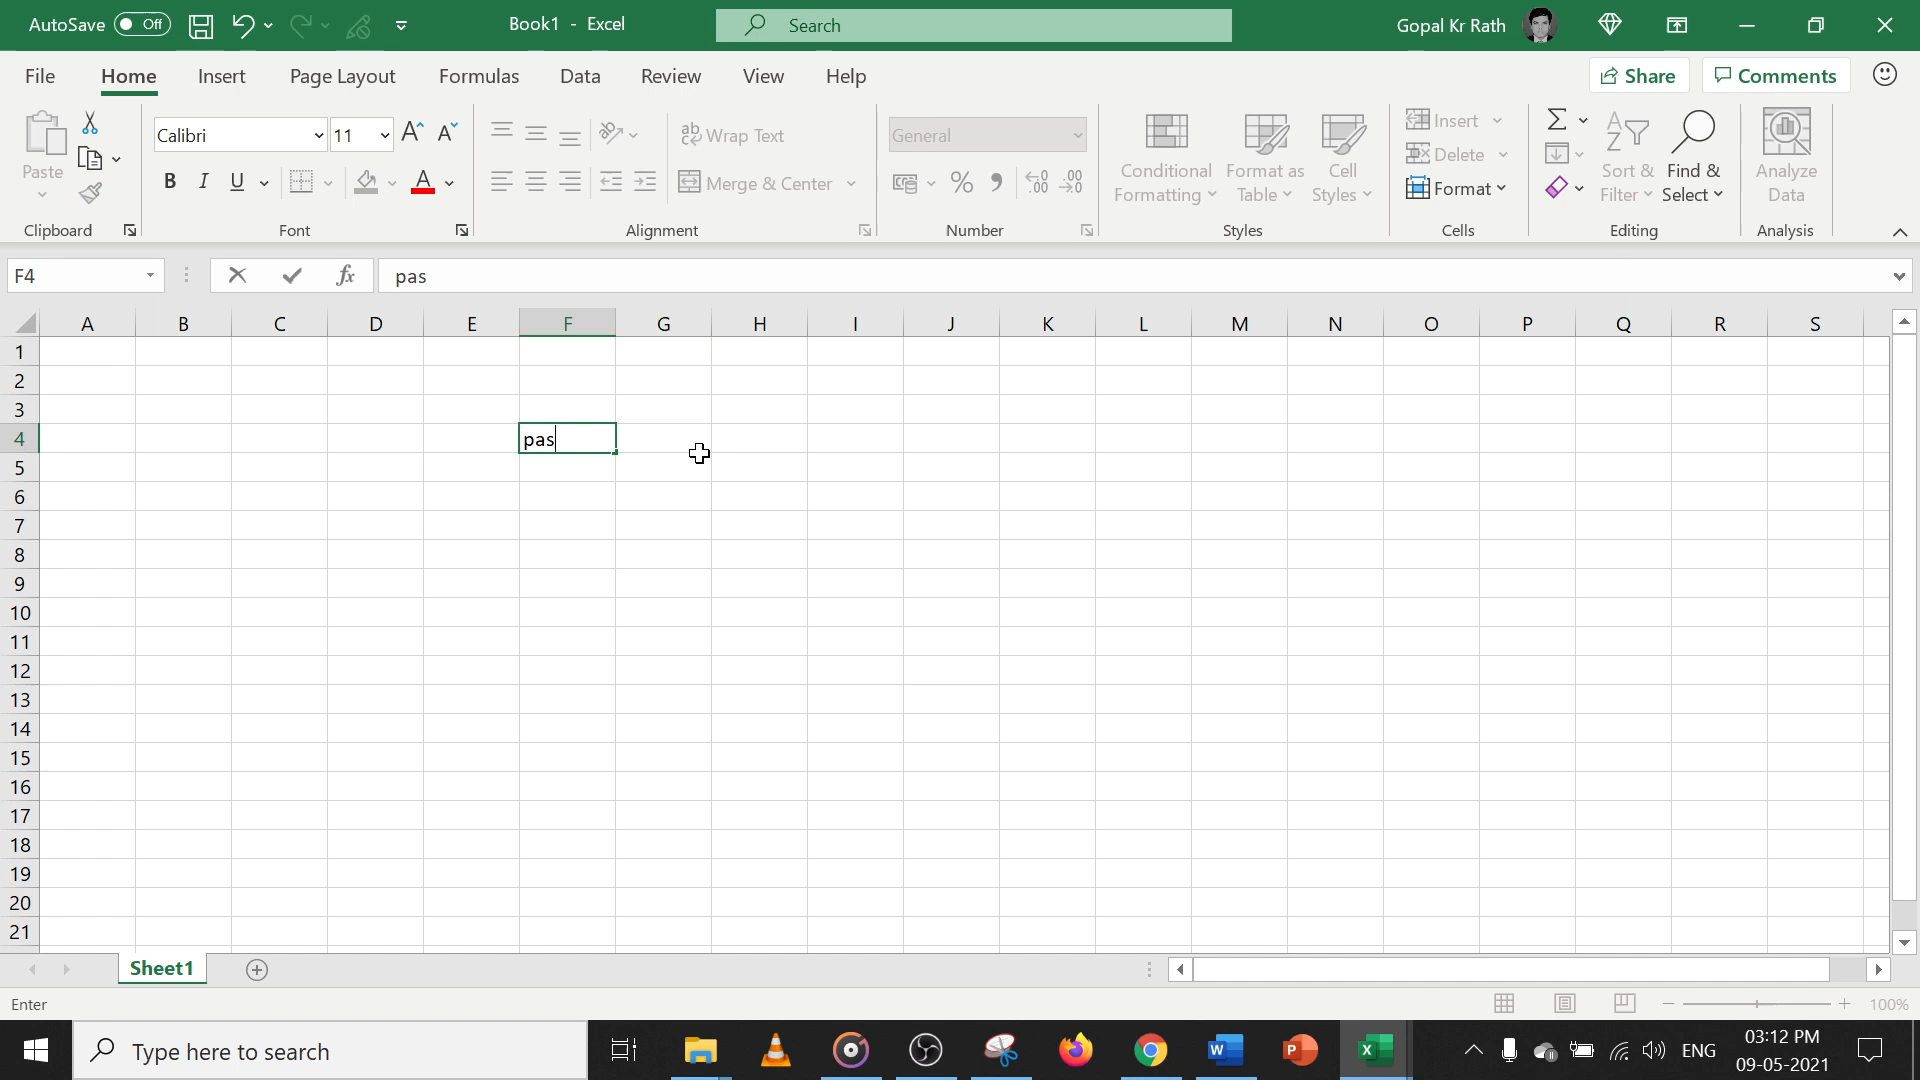 AutoSave Off Book1 - Excel Search Gopal Kr Rath
File Home Insert Page Layout Formulas Data Review View Help Share Comments
Paste
Clipboard
Calibri 11 A A
B I U A
Font
ab Wrap Text
Merge & Center
Alignment
General
% , .00
Number
Conditional Formatting
Format as Table
Cell Styles
Styles
Insert
Delete
Format
Cells
Sort & Filter
Find & Select
Editing
Analyze Data
Analysis
F4 fx pas
A B C D E F G H I J K L M N O P Q R S
1
2
3
4 pas
5
6
7
8
9
10
11
12
13
14
15
16
17
18
19
20
21
Sheet1
Enter 100%
Type here to search ENG 03:12 PM
09-05-2021